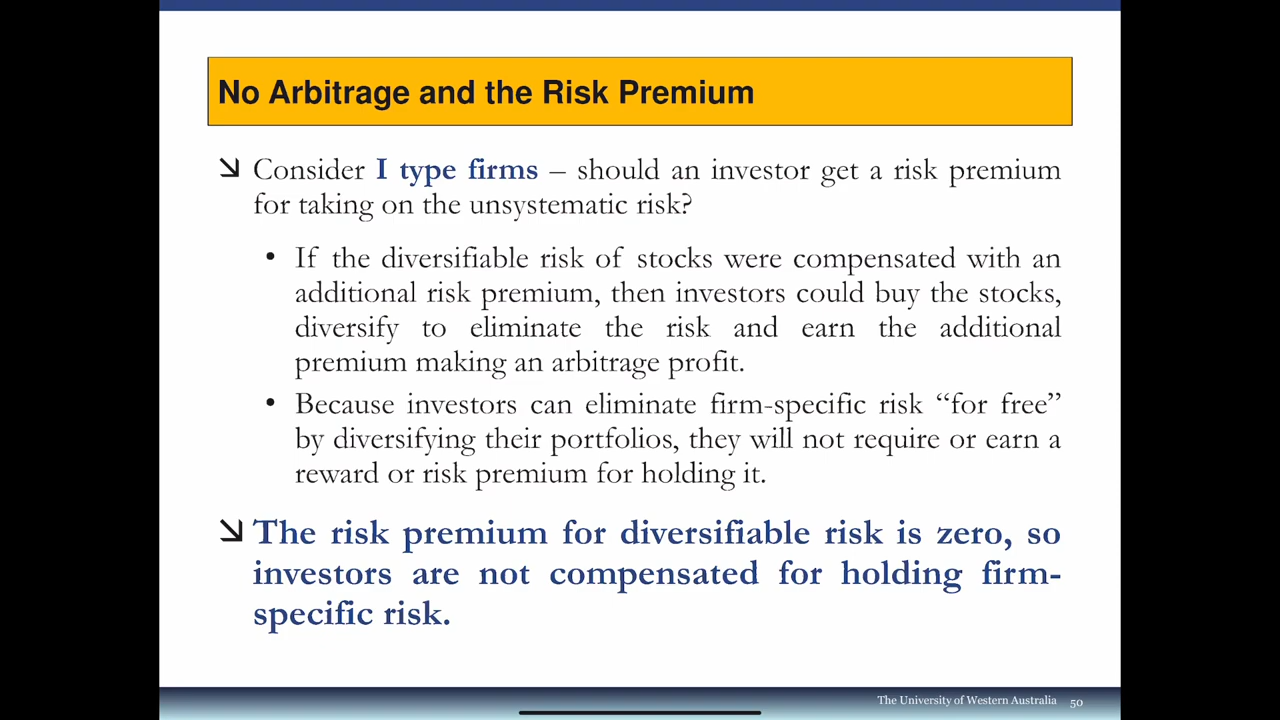 No Arbitrage and the Risk Premium
Consider I type firms – should an investor get a risk premium
for taking on the unsystematic risk?
• If the diversifiable risk of stocks were compensated with an
additional risk premium, then investors could buy the stocks,
diversify to eliminate the risk and earn the additional
premium making an arbitrage profit.
• Because investors can eliminate firm-specific risk “for free”
by diversifying their portfolios, they will not require or earn a
reward or risk premium for holding it.
The risk premium for diversifiable risk is zero, so
investors are not compensated for holding firm-
specific risk.
The University of Western Australia 50